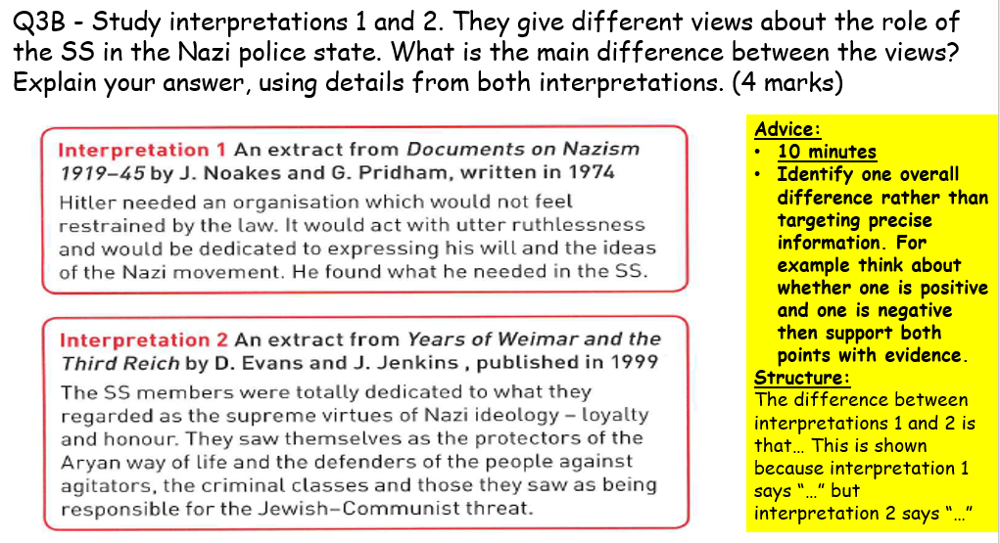 Q3B - Study interpretations 1 and 2. They give different views about the role of
the SS in the Nazi police state. What is the main difference between the views?
Explain your answer, using details from both interpretations. (4 marks)
Interpretation 1 An extract from Documents on Nazism
1919–45 by J. Noakes and G. Pridham, written in 1974
Hitler needed an organisation which would not feel
restrained by the law. It would act with utter ruthlessness
and would be dedicated to expressing his will and the ideas
of the Nazi movement. He found what he needed in the SS.
Interpretation 2 An extract from Years of Weimar and the
Third Reich by D. Evans and J. Jenkins , published in 1999
The SS members were totally dedicated to what they
regarded as the supreme virtues of Nazi ideology – loyalty
and honour. They saw themselves as the protectors of the
Aryan way of life and the defenders of the people against
agitators, the criminal classes and those they saw as being
responsible for the Jewish–Communist threat.
Advice:
• 10 minutes
• Identify one overall
difference rather than
targeting precise
information. For
example think about
whether one is positive
and one is negative
then support both
points with evidence.
Structure:
The difference between
interpretations 1 and 2 is
that… This is shown
because interpretation 1
says “…” but
interpretation 2 says “…”